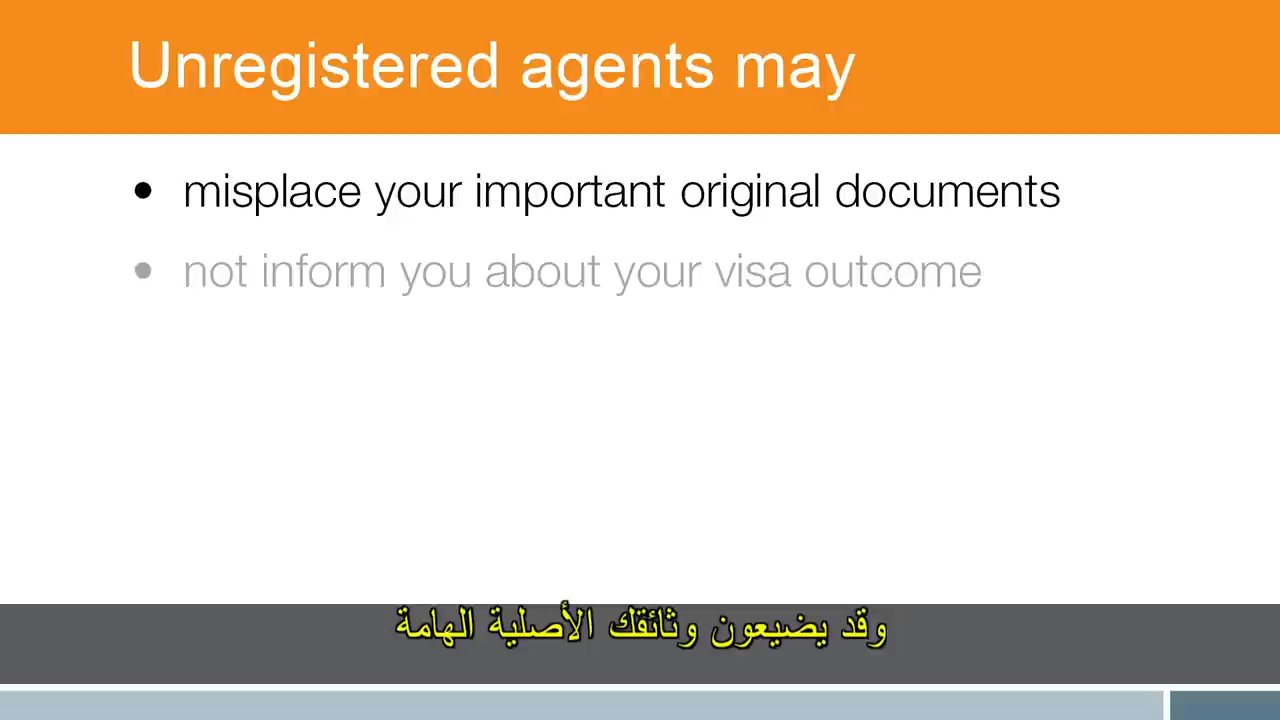 Unregistered agents may
• misplace your important original documents
• not inform you about your visa outcome
وقد يضيعون وثائقك الأصلية الهامة